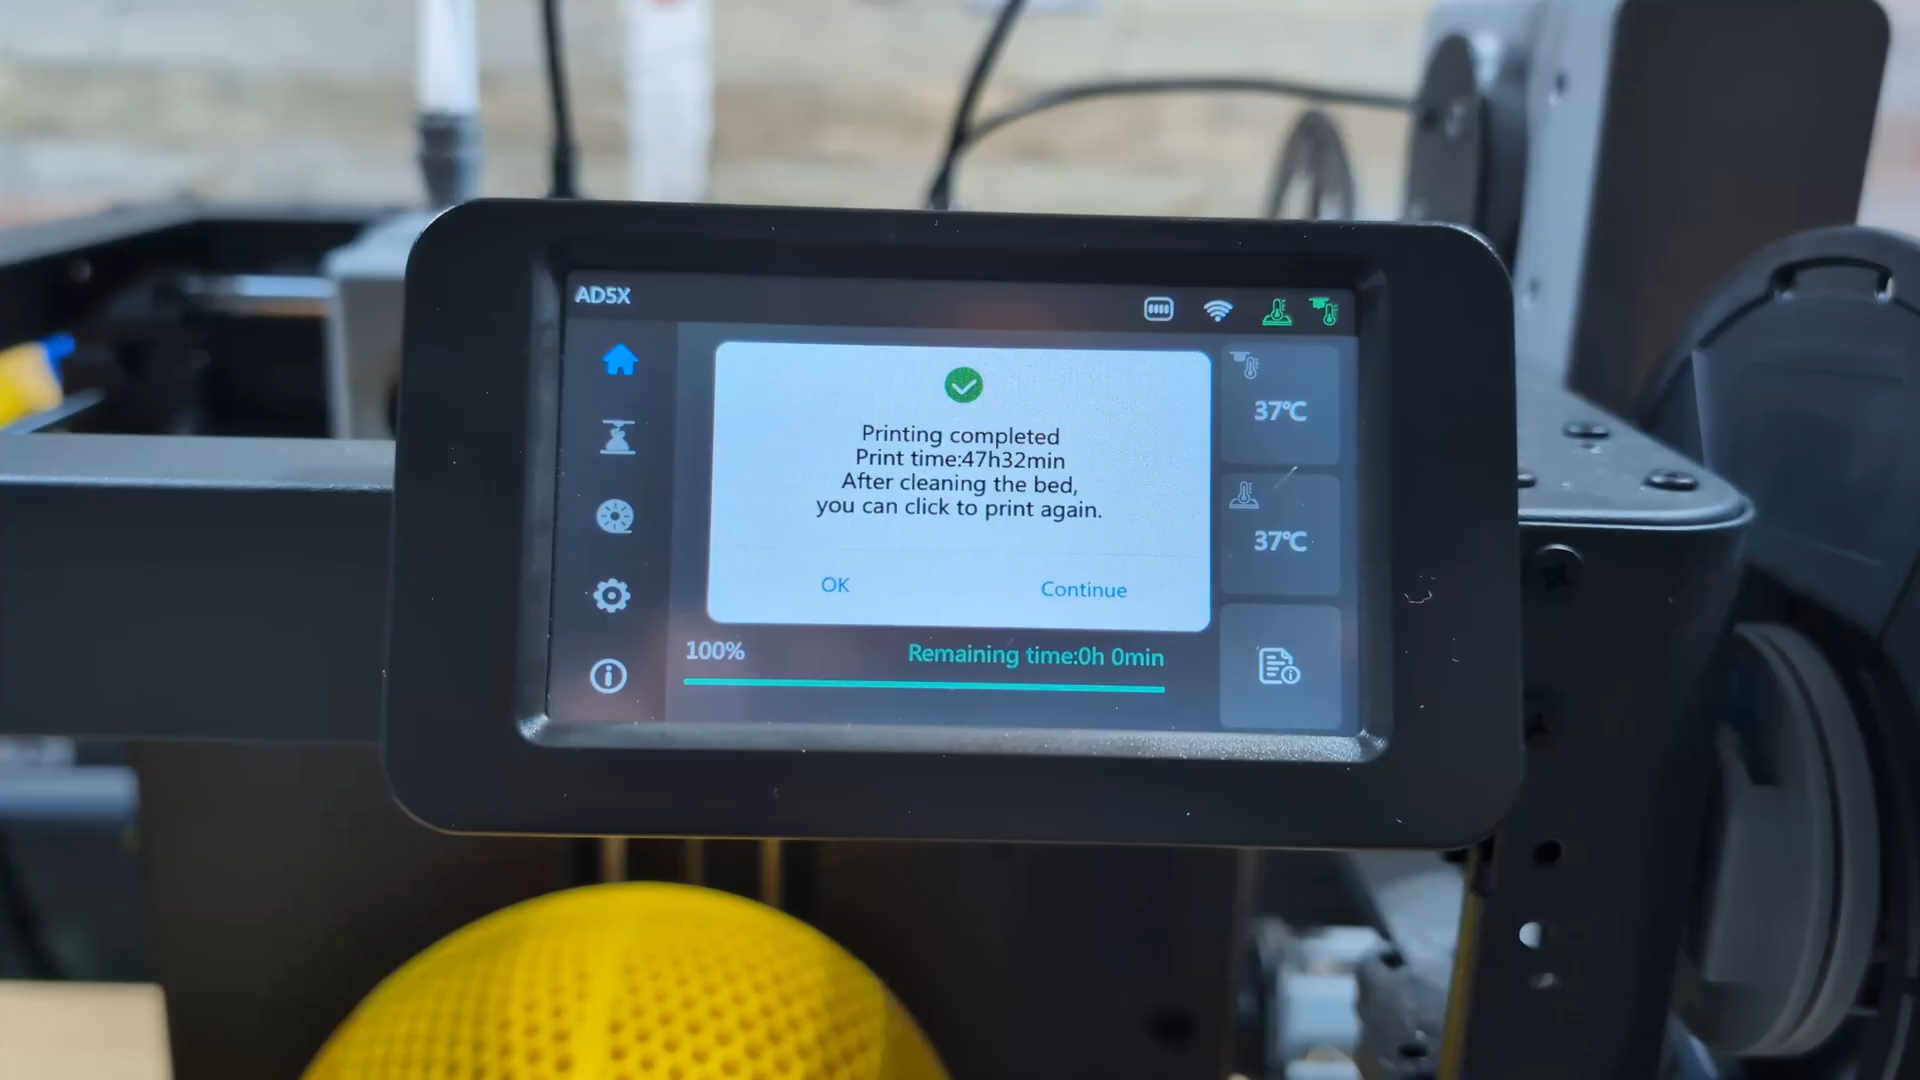 AD5X
Printing completed
Print time:47h32min
After cleaning the bed,
you can click to print again.
OK
Continue
37℃
37℃
100%
Remaining time:0h 0min